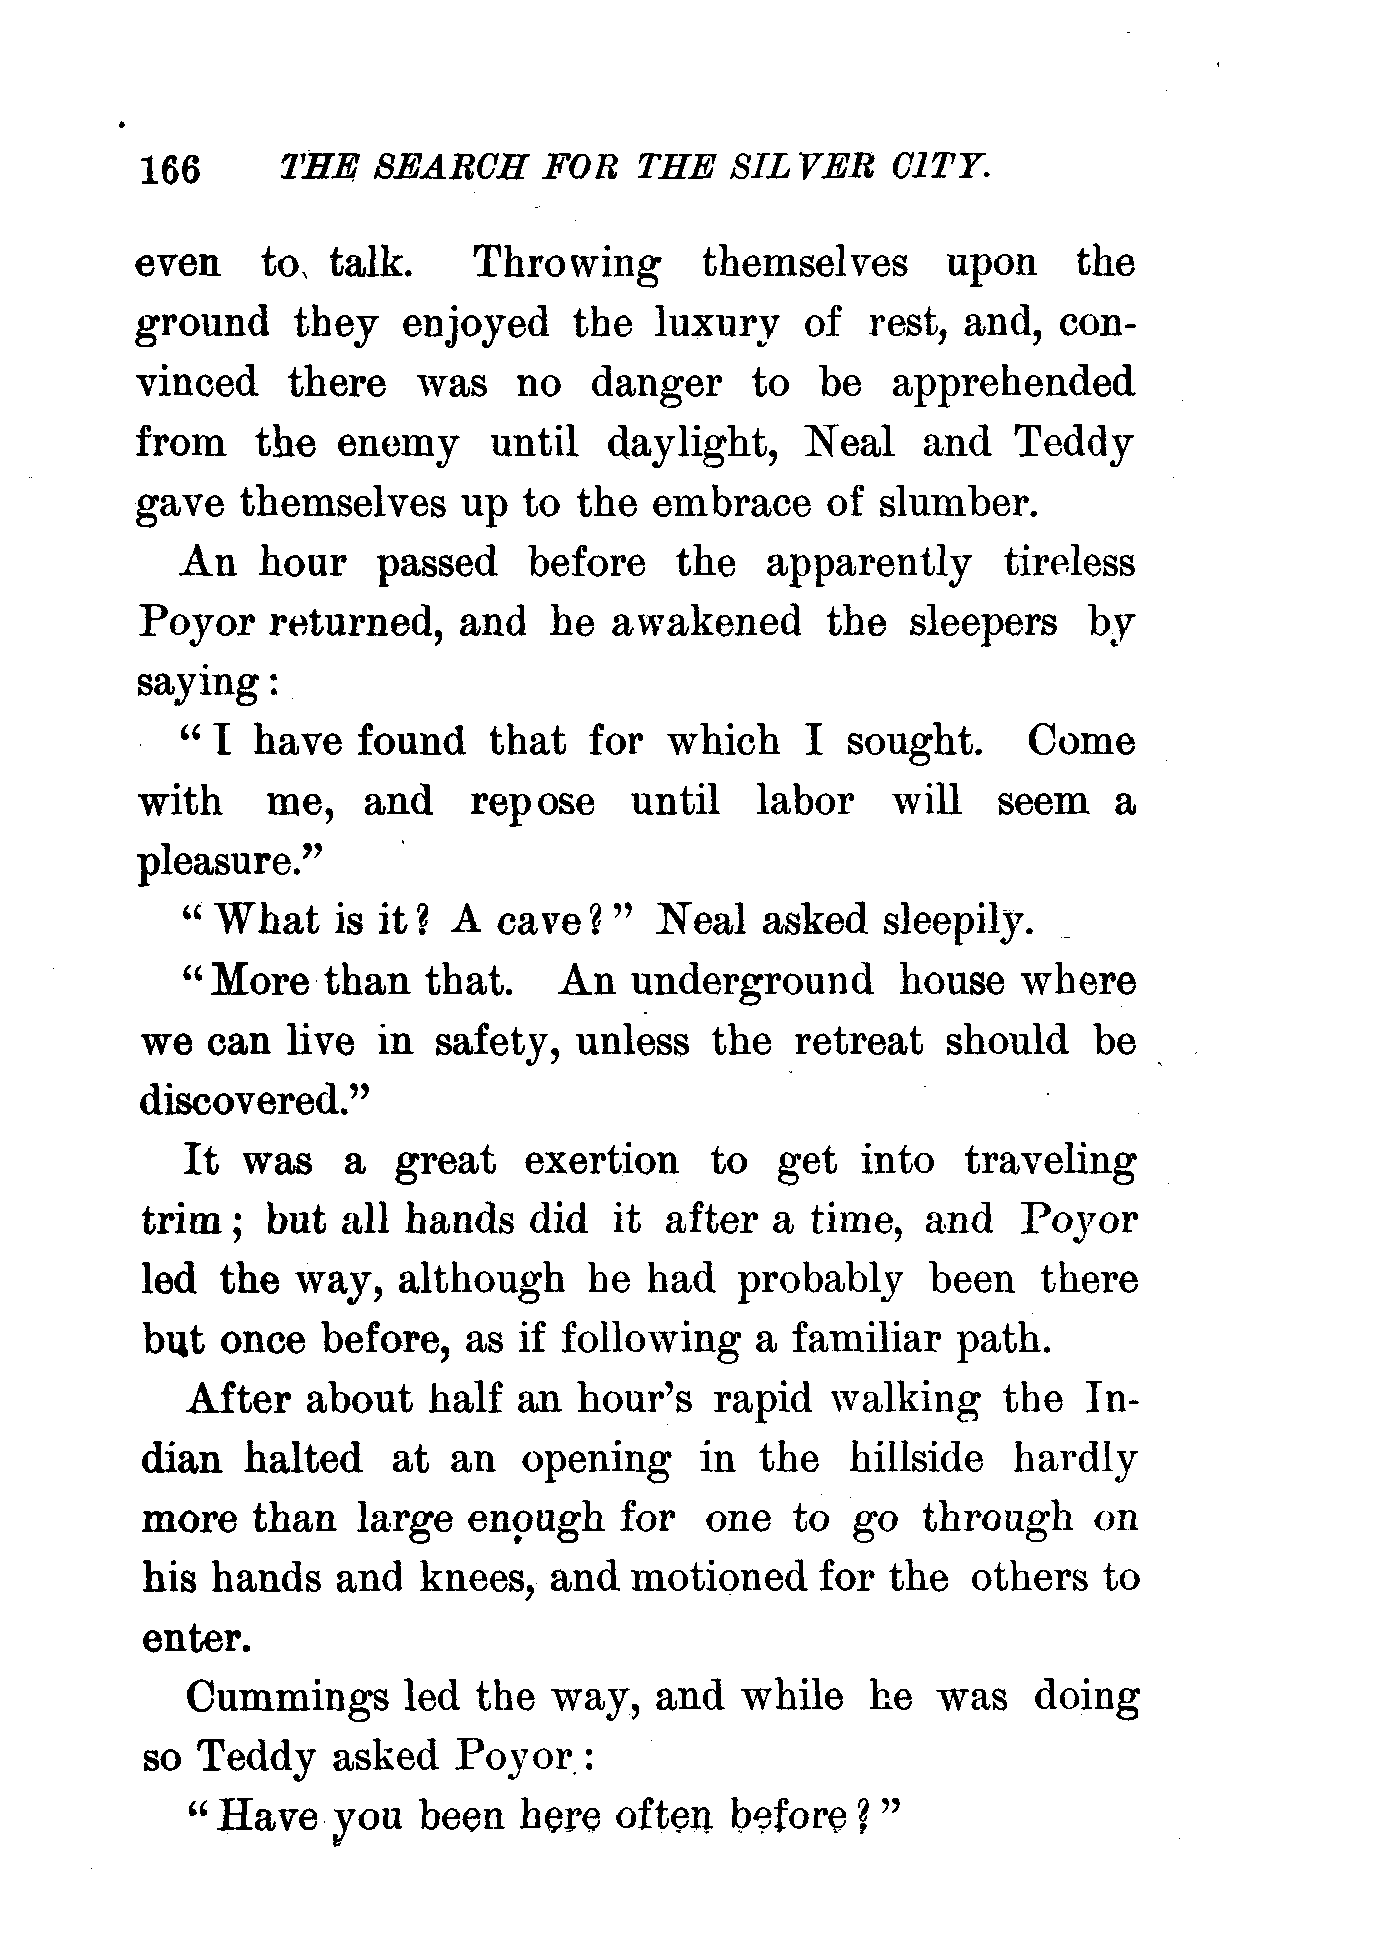 166 THE SEARCH FOR THE SILVER CITY.
even to talk. Throwing themselves upon the
ground they enjoyed the luxury of rest, and, con-
vinced there was no danger to be apprehended
from the enemy until daylight, Neal and Teddy
gave themselves up to the embrace of slumber.
An hour passed before the apparently tireless
Poyor returned, and he awakened the sleepers by
saying:
"I have found that for which I sought. Come
with me, and repose until labor will seem a
pleasure."
"What is it? A cave?" Neal asked sleepily.
"More than that. An underground house where
we can live in safety, unless the retreat should be
discovered."
It was a great exertion to get into traveling
trim; but all hands did it after a time, and Poyor
led the way, although he had probably been there
but once before, as if following a familiar path.
After about half an hour's rapid walking the In-
dian halted at an opening in the hillside hardly
more than large enough for one to go through on
his hands and knees, and motioned for the others to
enter.
Cummings led the way, and while he was doing
so Teddy asked Poyor:
"Have you been here often before?"